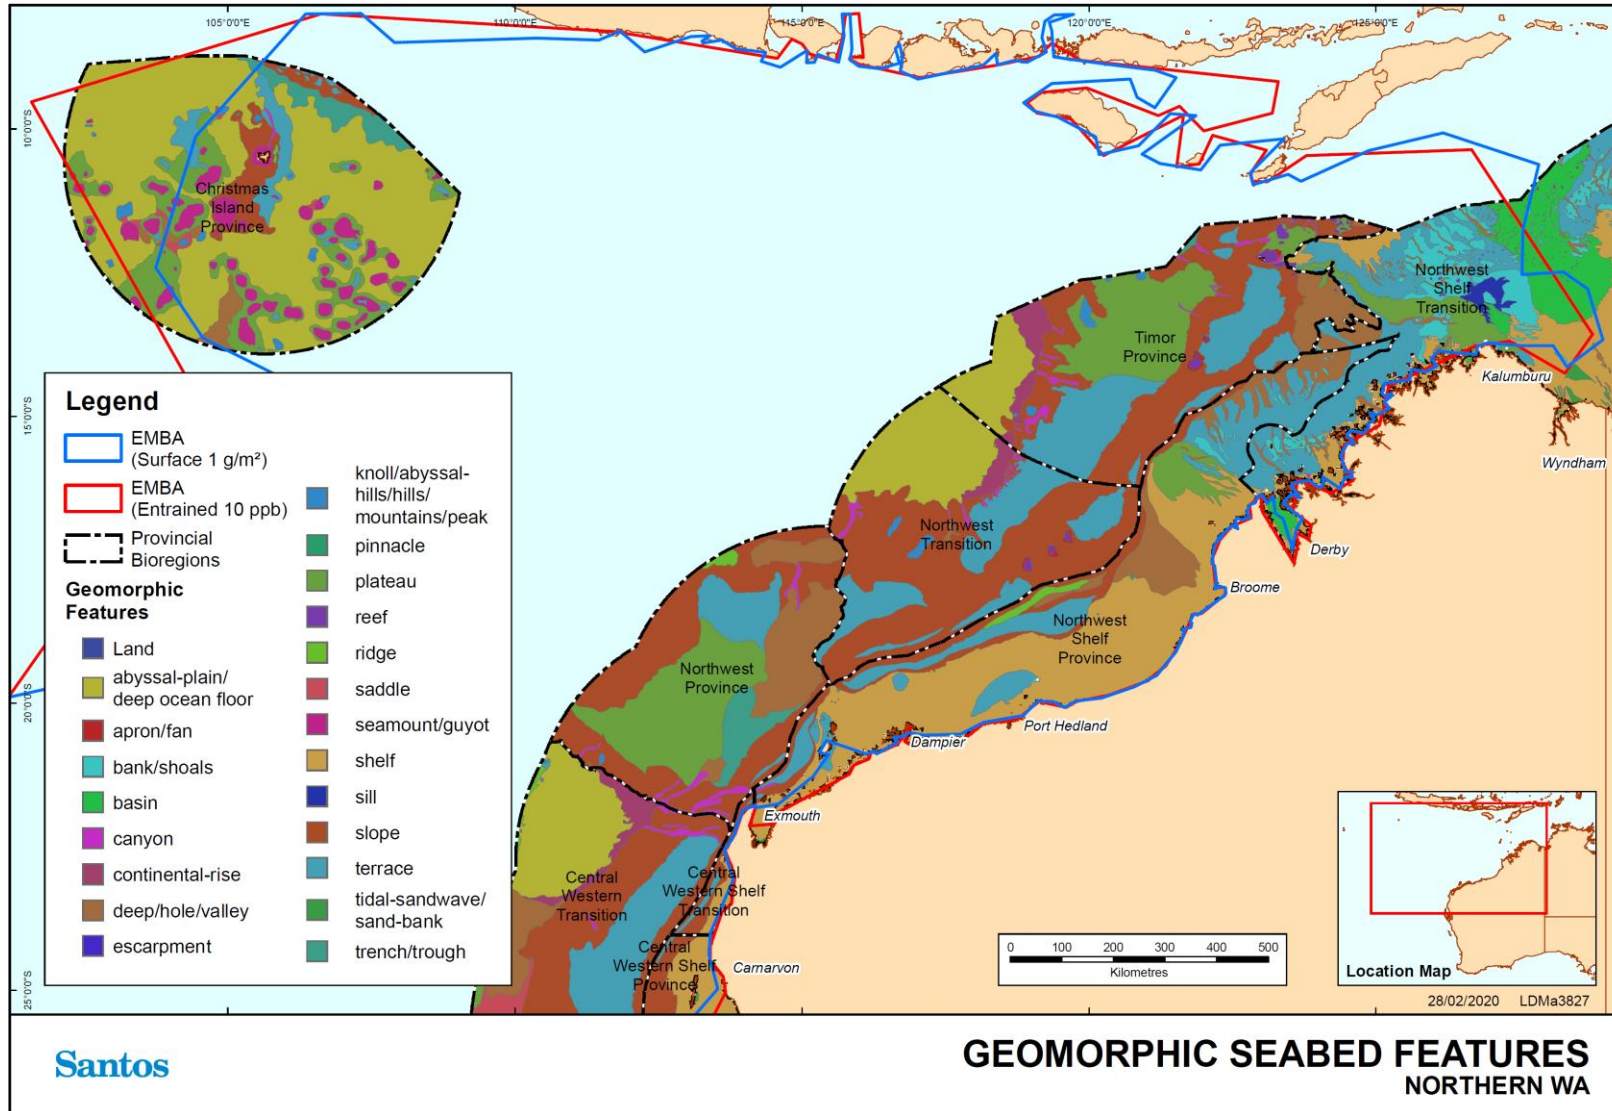 105°0'0"E
110°0'0"E
115°0'0"E
120°0'0"E
125°0'0"E
10°0'0"S
15°0'0"S
20°0'0"S
25°0'0"S
Christmas
Island
Province
Northwest
Shelf
Transition
Timor
Province
Kalumburu
Wyndham
Northwest
Transition
Derby
Broome
Northwest
Shelf
Province
Northwest
Province
Port Hedland
Dampier
Exmouth
Central
Western
Transition
Central
Western Shelf
Transition
Central
Western Shelf
Province
Carnarvon
Legend
EMBA
(Surface 1 g/m²)
EMBA
(Entrained 10 ppb)
Provincial
Bioregions
Geomorphic
Features
Land
abyssal-plain/
deep ocean floor
apron/fan
bank/shoals
basin
canyon
continental-rise
deep/hole/valley
escarpment
knoll/abyssal-
hills/hills/
mountains/peak
pinnacle
plateau
reef
ridge
saddle
seamount/guyot
shelf
sill
slope
terrace
tidal-sandwave/
sand-bank
trench/trough
0 100 200 300 400 500
Kilometres
Location Map
28/02/2020 LDMa3827
Santos
GEOMORPHIC SEABED FEATURES
NORTHERN WA